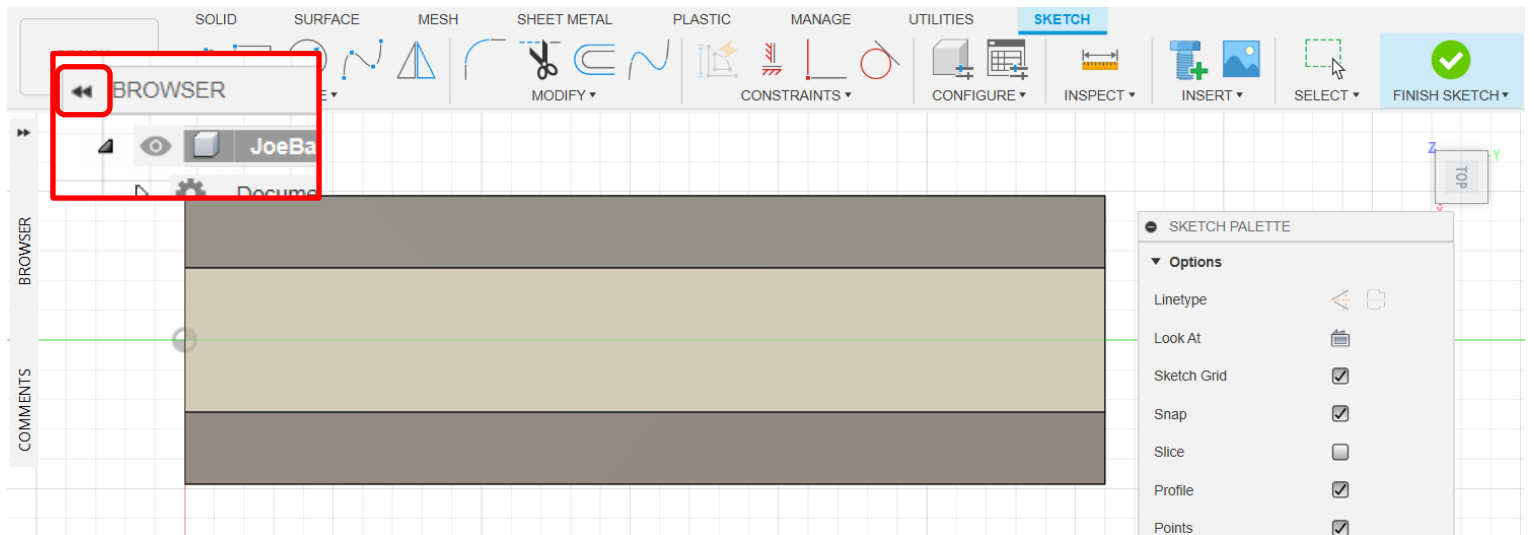 SOLID SURFACE MESH SHEET METAL PLASTIC MANAGE UTILITIES SKETCH
BROWSER
MODIFY CONSTRAINTS CONFIGURE INSPECT INSERT SELECT FINISH SKETCH
JoeBa
Docume
Z Y
TOP
X
BROWSER
COMMENTS
SKETCH PALETTE
Options
Linetype
Look At
Sketch Grid
Snap
Slice
Profile
Points